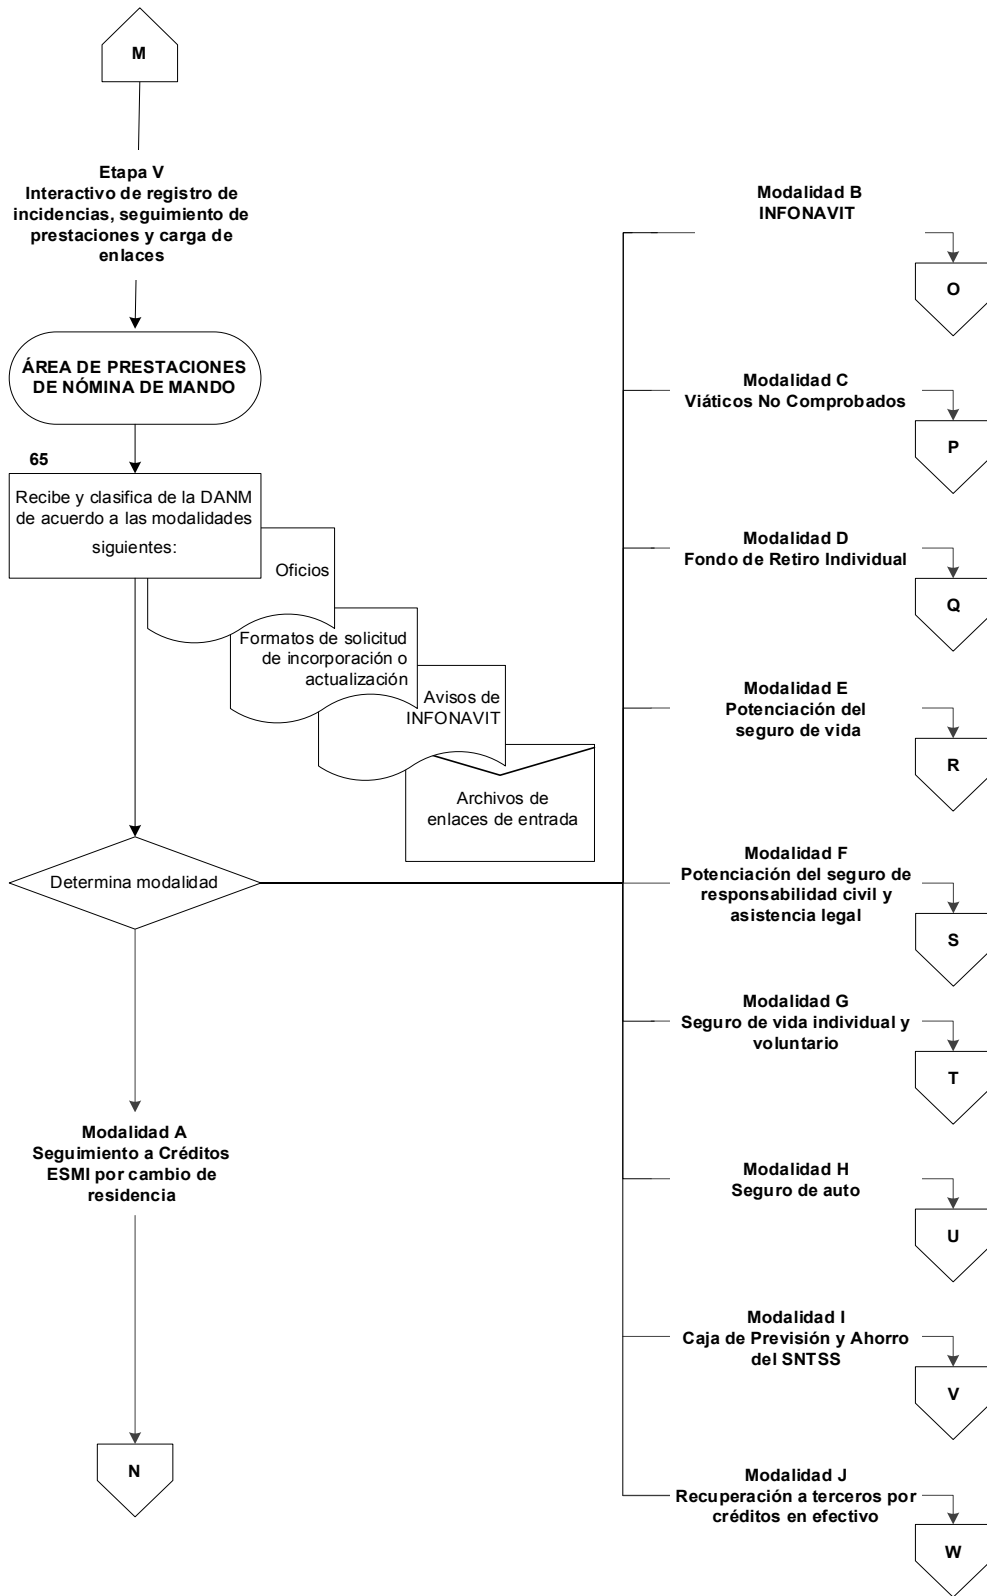 M
Etapa V
Interactivo de registro de
incidencias, seguimiento de
prestaciones y carga de
enlaces
ÁREA DE PRESTACIONES
DE NÓMINA DE MANDO
65
Recibe y clasifica de la DANM
de acuerdo a las modalidades
siguientes:
Oficios
Formatos de solicitud
de incorporación o
actualización
Avisos de
INFONAVIT
Archivos de
enlaces de entrada
Determina modalidad
Modalidad A
Seguimiento a Créditos
ESMI por cambio de
residencia
N
Modalidad B
INFONAVIT
O
Modalidad C
Viáticos No Comprobados
P
Modalidad D
Fondo de Retiro Individual
Q
Modalidad E
Potenciación del
seguro de vida
R
Modalidad F
Potenciación del seguro de
responsabilidad civil y
asistencia legal
S
Modalidad G
Seguro de vida individual y
voluntario
T
Modalidad H
Seguro de auto
U
Modalidad I
Caja de Previsión y Ahorro
del SNTSS
V
Modalidad J
Recuperación a terceros por
créditos en efectivo
W